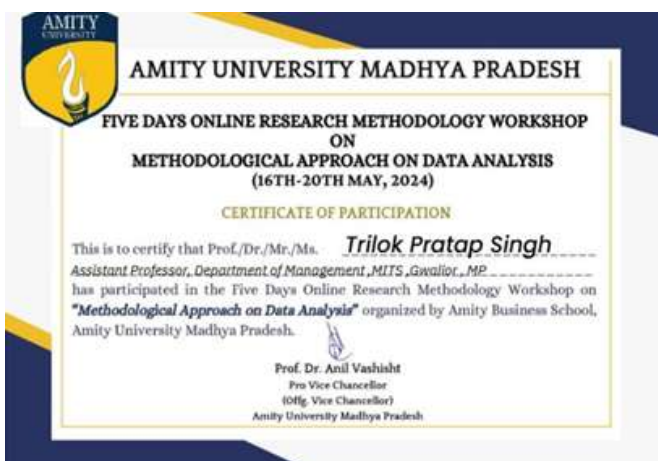 AMITY
UNIVERSITY
AMITY UNIVERSITY MADHYA PRADESH
FIVE DAYS ONLINE RESEARCH METHODOLOGY WORKSHOP
ON
METHODOLOGICAL APPROACH ON DATA ANALYSIS
(16TH-20TH MAY, 2024)
CERTIFICATE OF PARTICIPATION
This is to certify that Prof./Dr./Mr./Ms. Trilok Pratap Singh
Assistant Professor, Department of Management ,MITS ,Gwalior , MP
has participated in the Five Days Online Research Methodology Workshop on
"Methodological Approach on Data Analysis" organized by Amity Business School,
Amity University Madhya Pradesh.
Prof. Dr. Anil Vashisht
Pro Vice Chancellor
(Offg. Vice Chancellor)
Amity University Madhya Pradesh